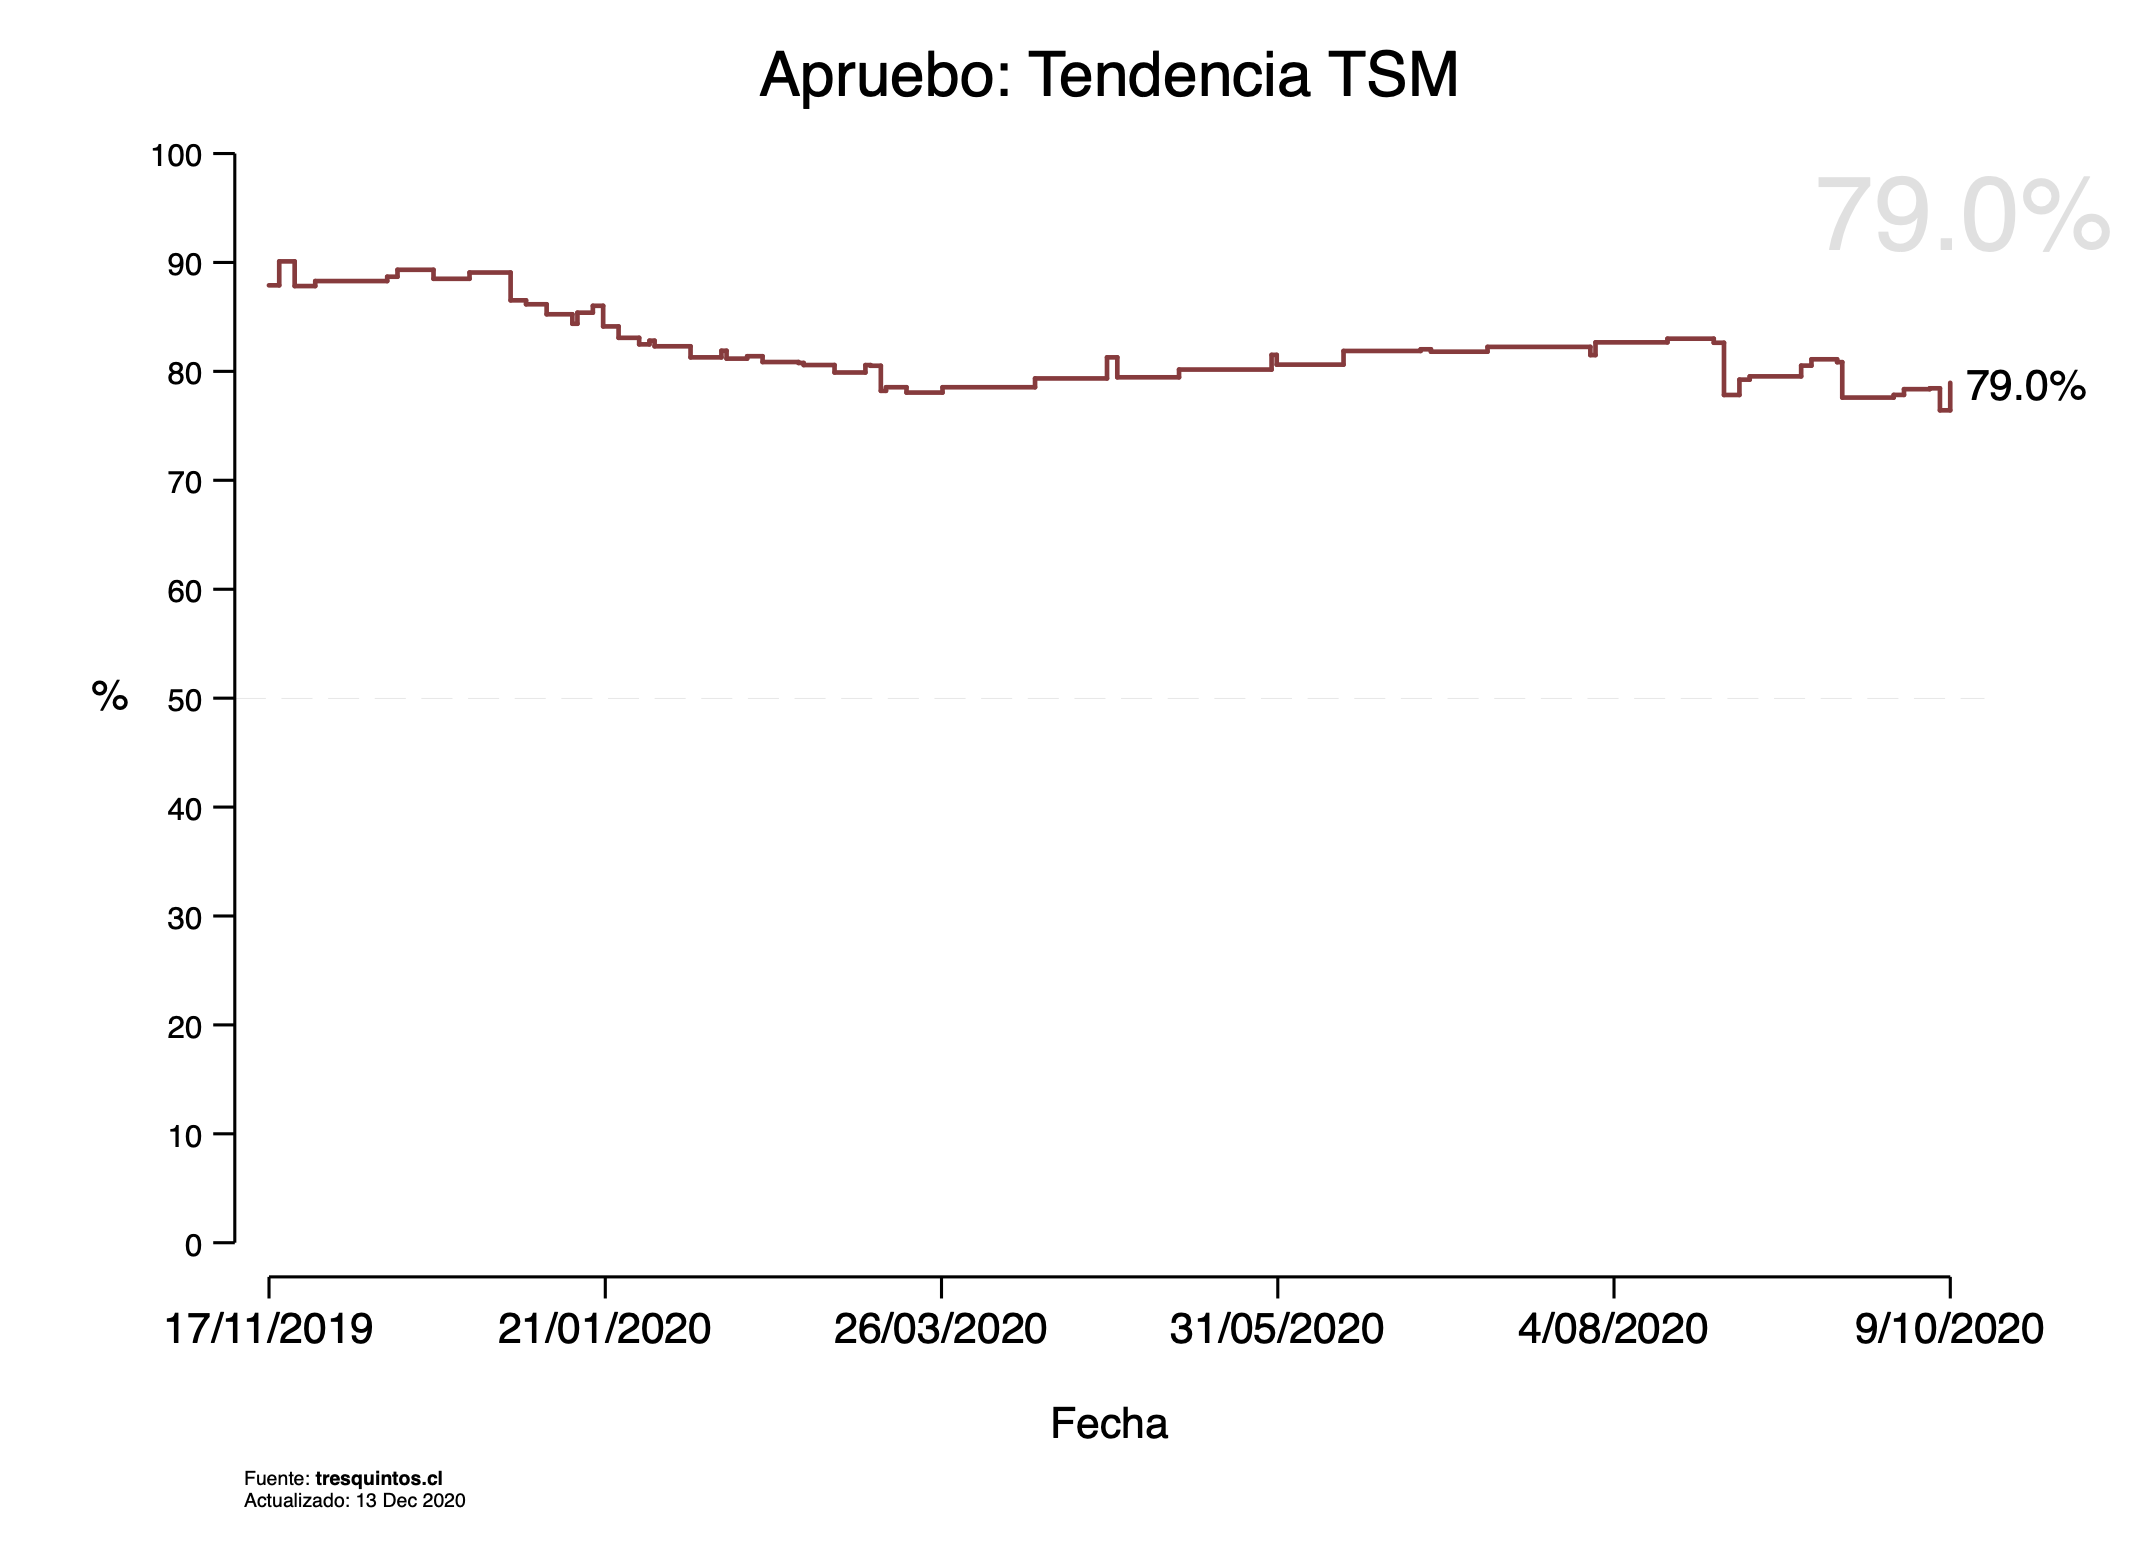 Apruebo: Tendencia TSM
79.0%
100
90
80
79.0%
70
60
% 50
40
30
20
10
0
17/11/2019 21/01/2020 26/03/2020 31/05/2020 4/08/2020 9/10/2020
Fecha
Fuente: tresquintos.cl
Actualizado: 13 Dec 2020